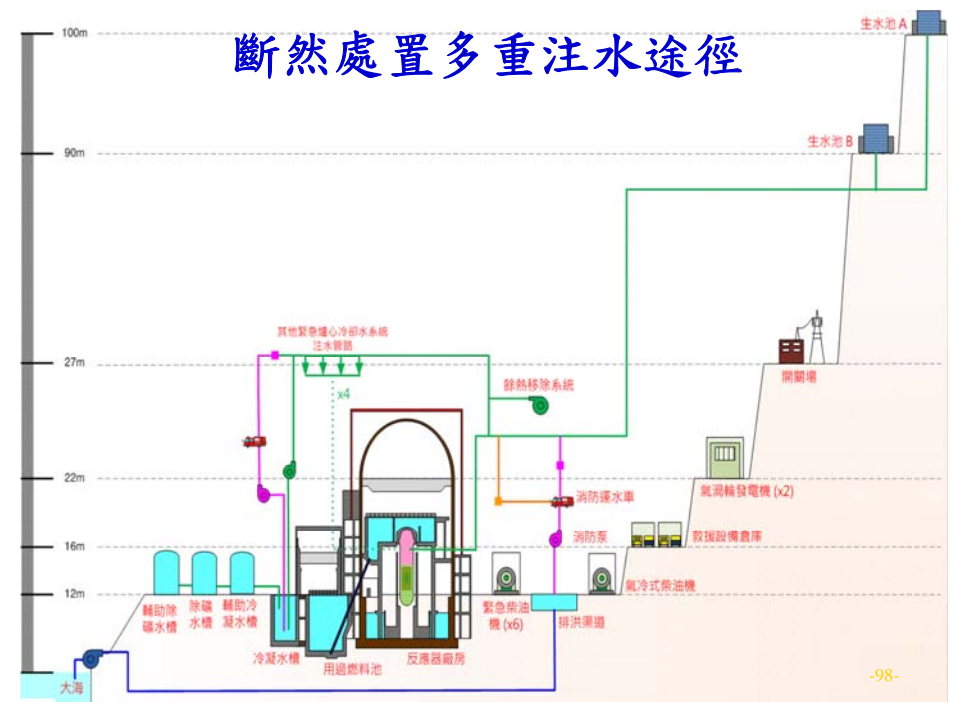 斷然處置多重注水途徑
100m
生水池 A
90m
生水池 B
其他緊急爐心冷卻水系統
注水管路
27m
x4
餘熱移除系統
開關場
22m
氣渦輪發電機 (x2)
消防運水車
消防泵
救援設備倉庫
16m
12m
輔助除
礦水槽
除礦
水槽
輔助冷
凝水槽
緊急柴油
機 (x6)
氣冷式柴油機
排洪渠道
冷凝水槽
用過燃料池
反應器廠房
大海
-98-